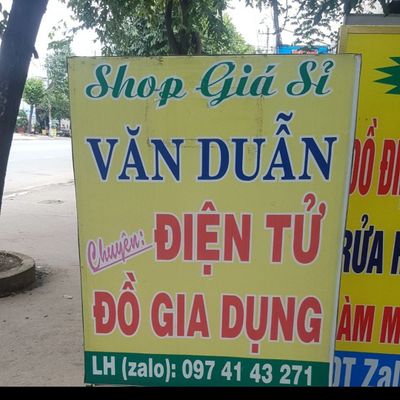 Shop Giá Sỉ
VĂN DUẪN
Chuyên: ĐIỆN TỬ
ĐỒ GIA DỤNG
LH (zalo): 097 41 43 271